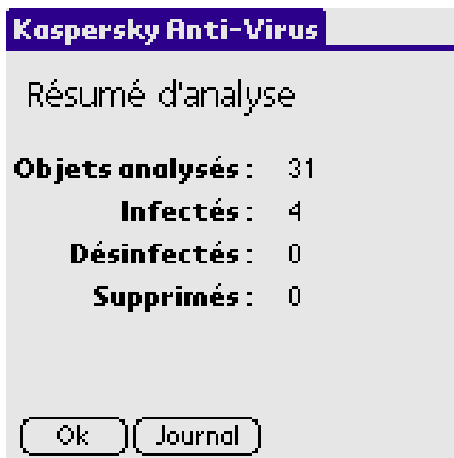 Kaspersky Anti-Virus
Résumé d'analyse
Objets analysés : 31
Infectés : 4
Désinfectés : 0
Supprimés : 0
Ok Journal